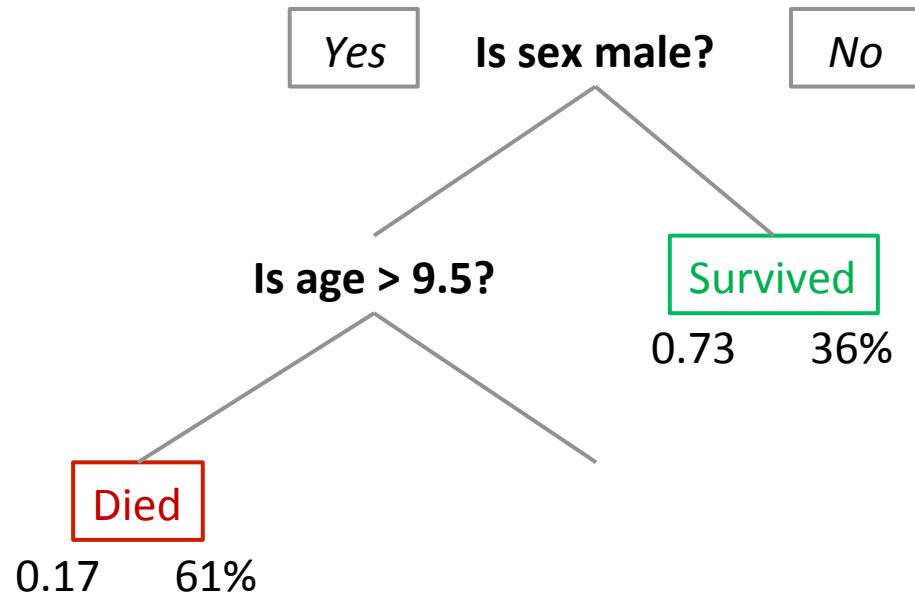 Yes
Is sex male?
No
Is age > 9.5?
Survived
0.73 36%
Died
0.17 61%